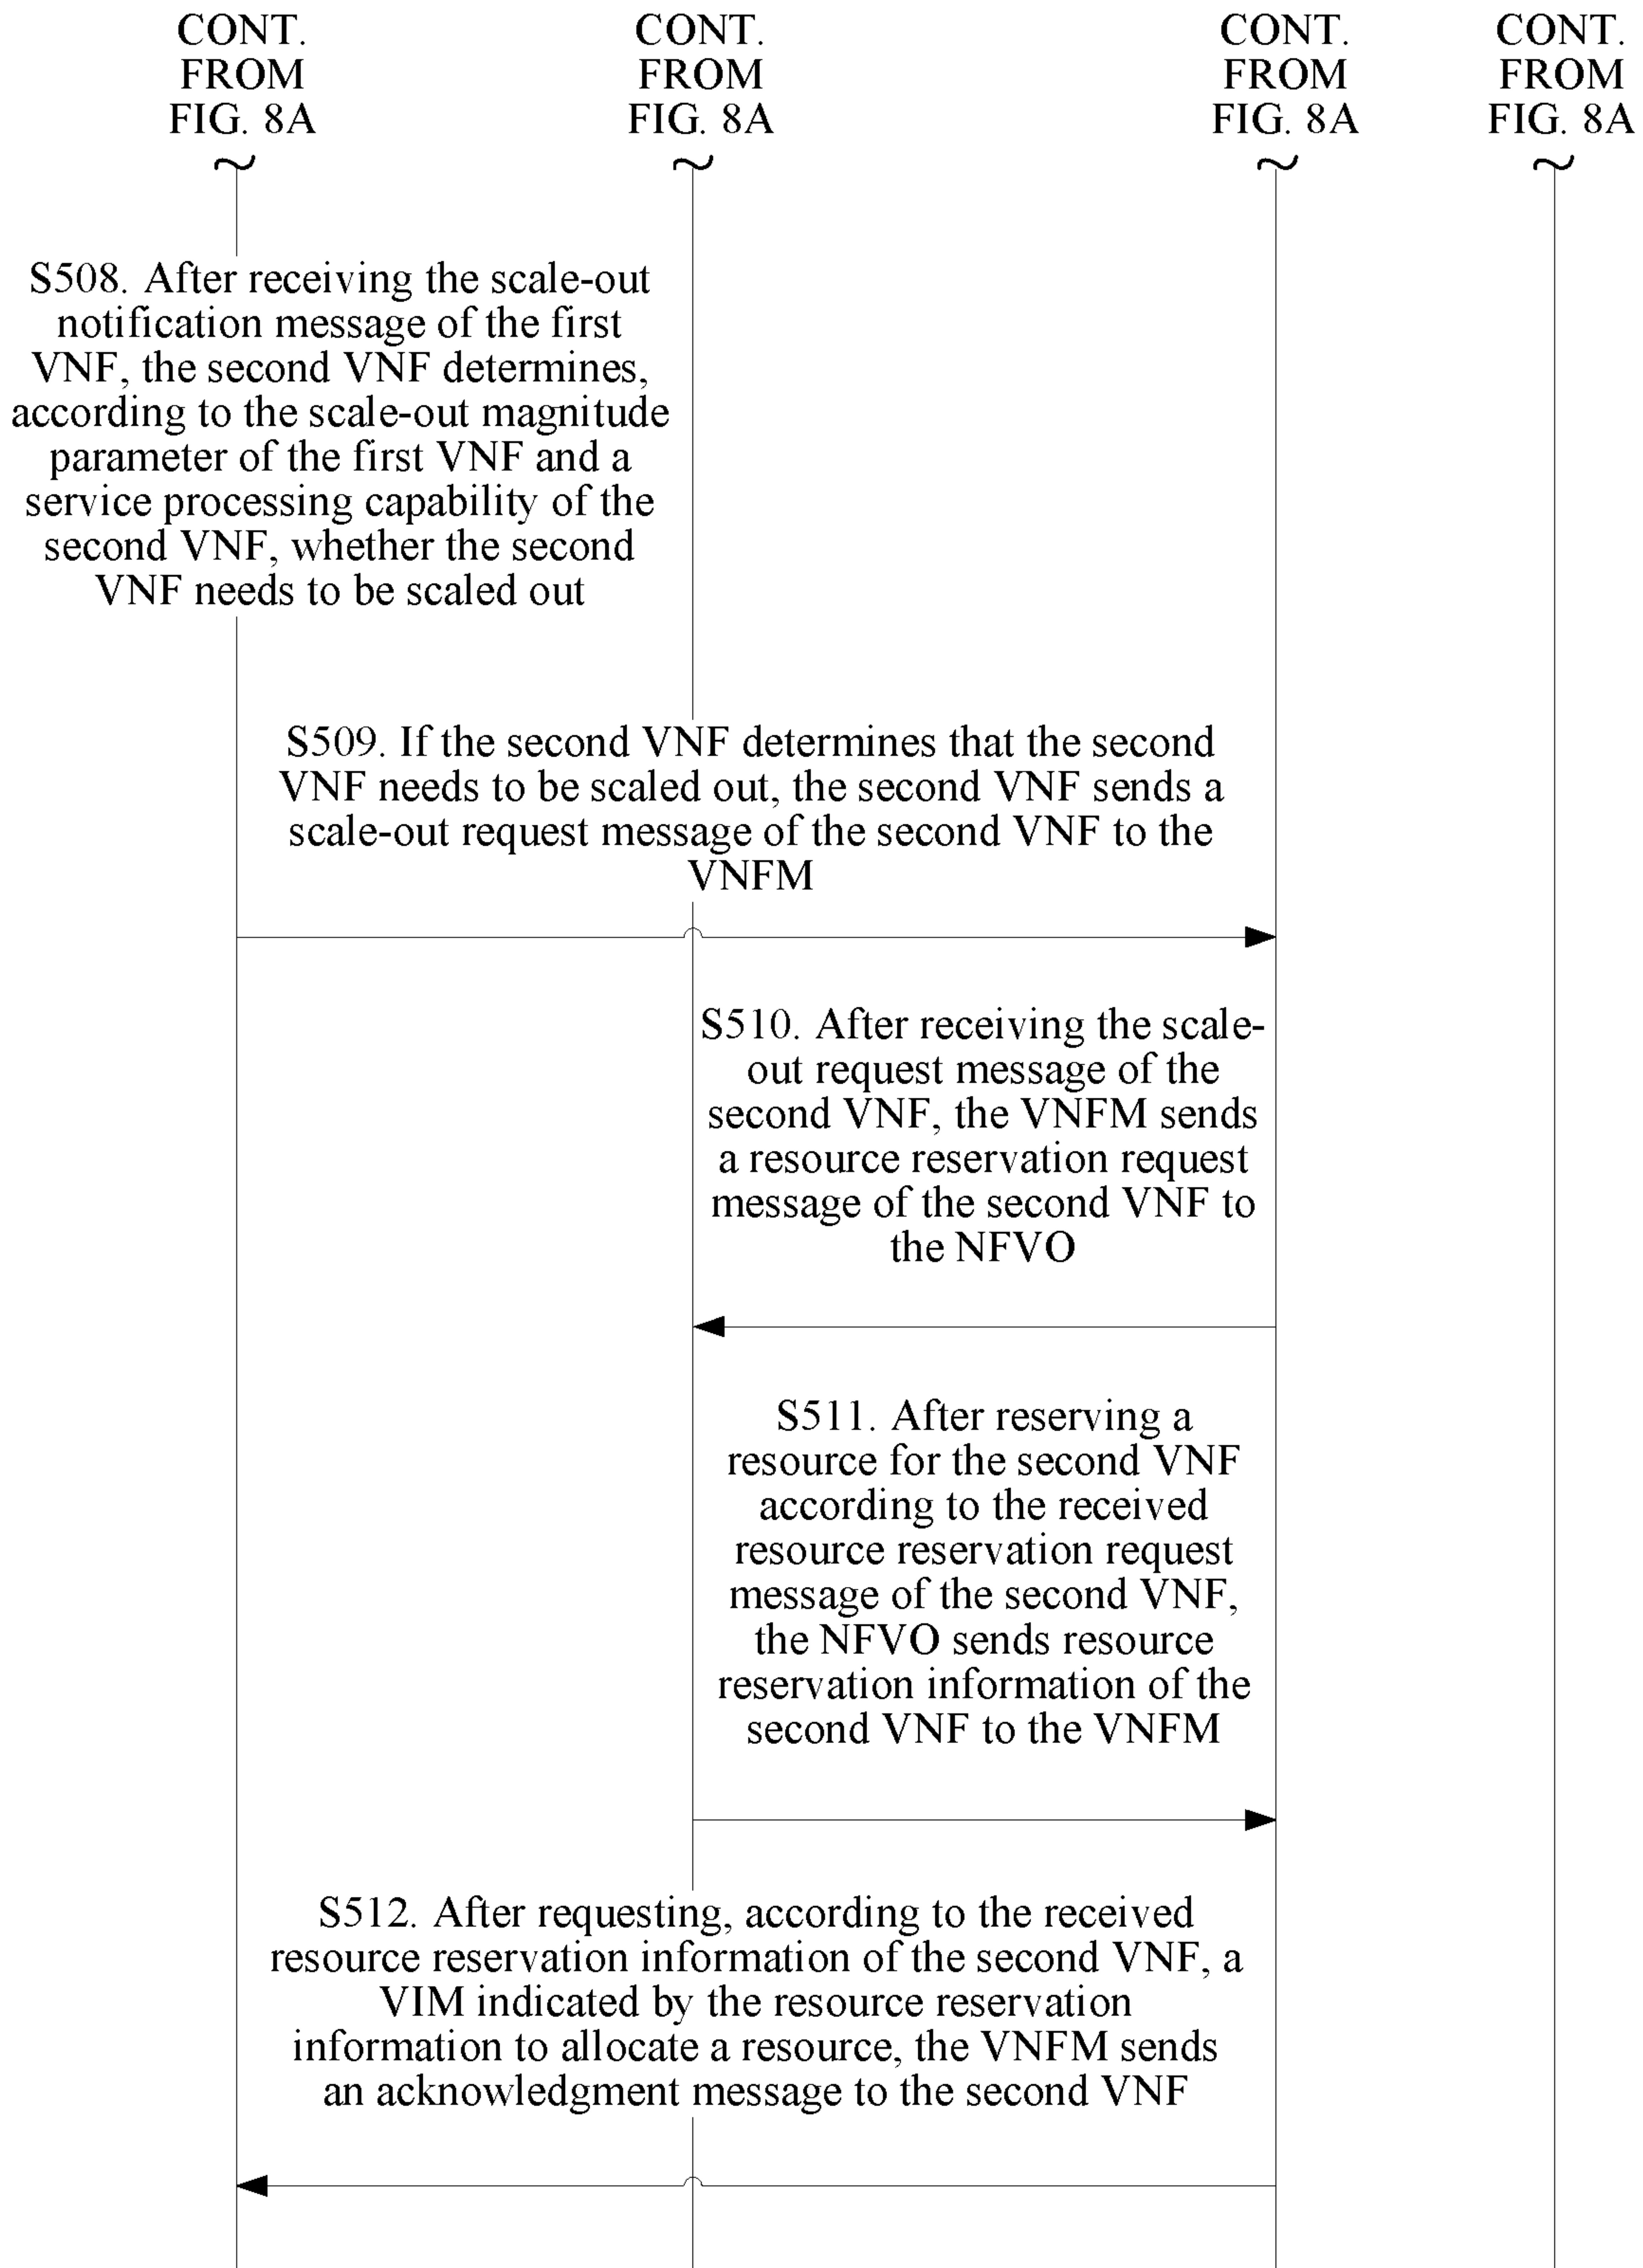 CONT.
FROM
FIG. 8A
CONT.
FROM
FIG. 8A
CONT.
FROM
FIG. 8A
CONT.
FROM
FIG. 8A
S508. After receiving the scale-out
notification message of the first
VNF, the second VNF determines,
according to the scale-out magnitude
parameter of the first VNF and a
service processing capability of the
second VNF, whether the second
VNF needs to be scaled out
S509. If the second VNF determines that the second
VNF needs to be scaled out, the second VNF sends a
scale-out request message of the second VNF to the
VNFM
S510. After receiving the scale-
out request message of the
second VNF, the VNFM sends
a resource reservation request
message of the second VNF to
the NFVO
S511. After reserving a
resource for the second VNF
according to the received
resource reservation request
message of the second VNF,
the NFVO sends resource
reservation information of the
second VNF to the VNFM
S512. After requesting, according to the received
resource reservation information of the second VNF, a
VIM indicated by the resource reservation
information to allocate a resource, the VNFM sends
an acknowledgment message to the second VNF